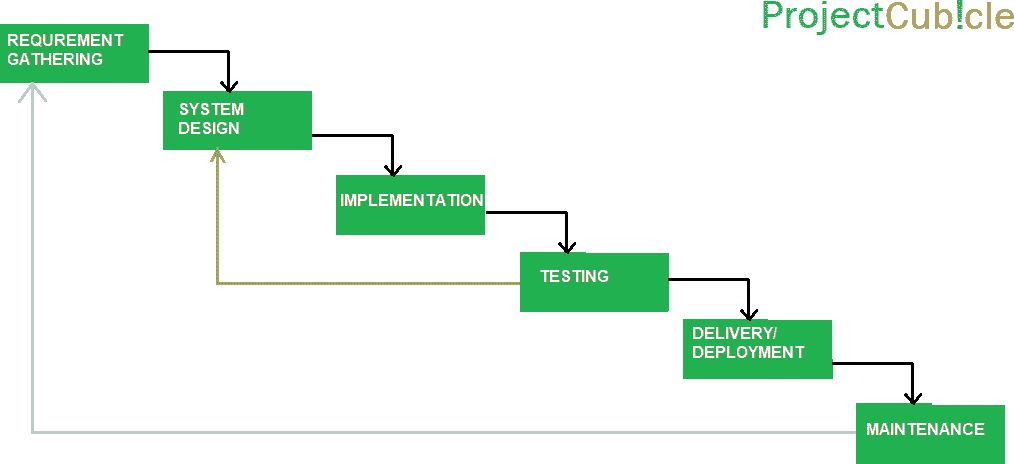 ProjectCub!cle
REQUREMENT
GATHERING
SYSTEM
DESIGN
IMPLEMENTATION
TESTING
DELIVERY/
DEPLOYMENT
MAINTENANCE